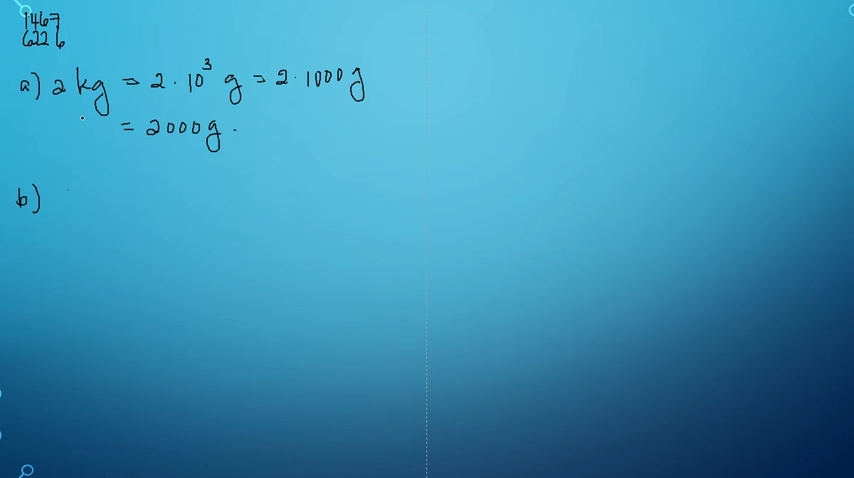 1467
6226
a) 2 kg = 2 · 10³ g = 2 · 1000 g
= 2000 g.
b)